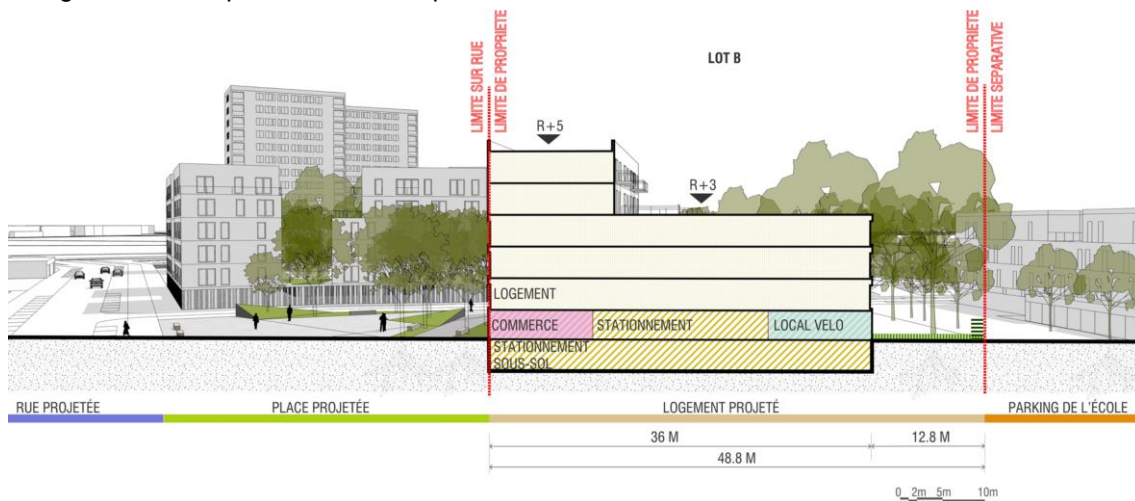 LOT B
LIMITE SUR RUE
LIMITE DE PROPRIETE
LIMITE DE PROPRIETE
LIMITE SEPARATIVE
R+5
R+3
LOGEMENT
COMMERCE
STATIONNEMENT
LOCAL VELO
STATIONNEMENT
SOUS-SOL
RUE PROJETÉE
PLACE PROJETÉE
LOGEMENT PROJETÉ
PARKING DE L'ÉCOLE
36 M
12.8 M
48.8 M
0 2m 5m 10m